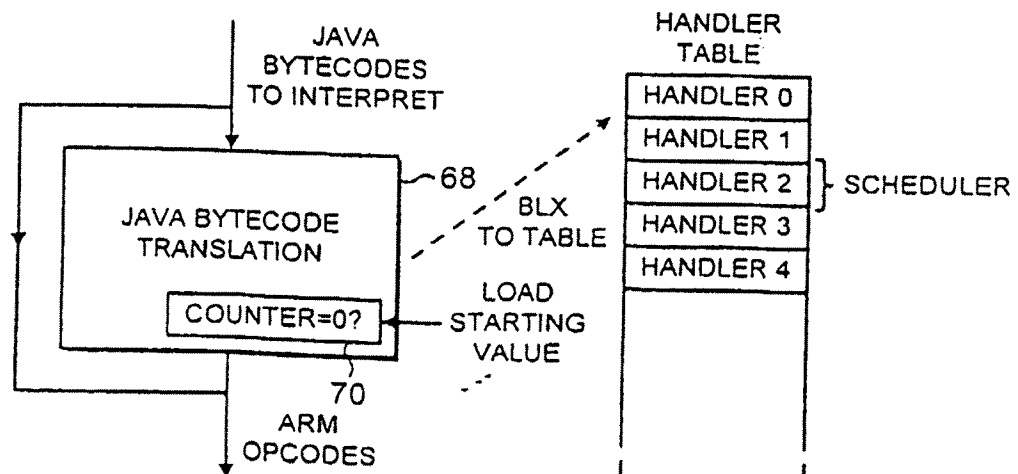 JAVA
BYTECODES
TO INTERPRET
HANDLER
TABLE
HANDLER 0
HANDLER 1
HANDLER 2
HANDLER 3
HANDLER 4
SCHEDULER
68
JAVA BYTECODE
TRANSLATION
BLX
TO TABLE
COUNTER=0?
LOAD
STARTING
VALUE
70
ARM
OPCODES